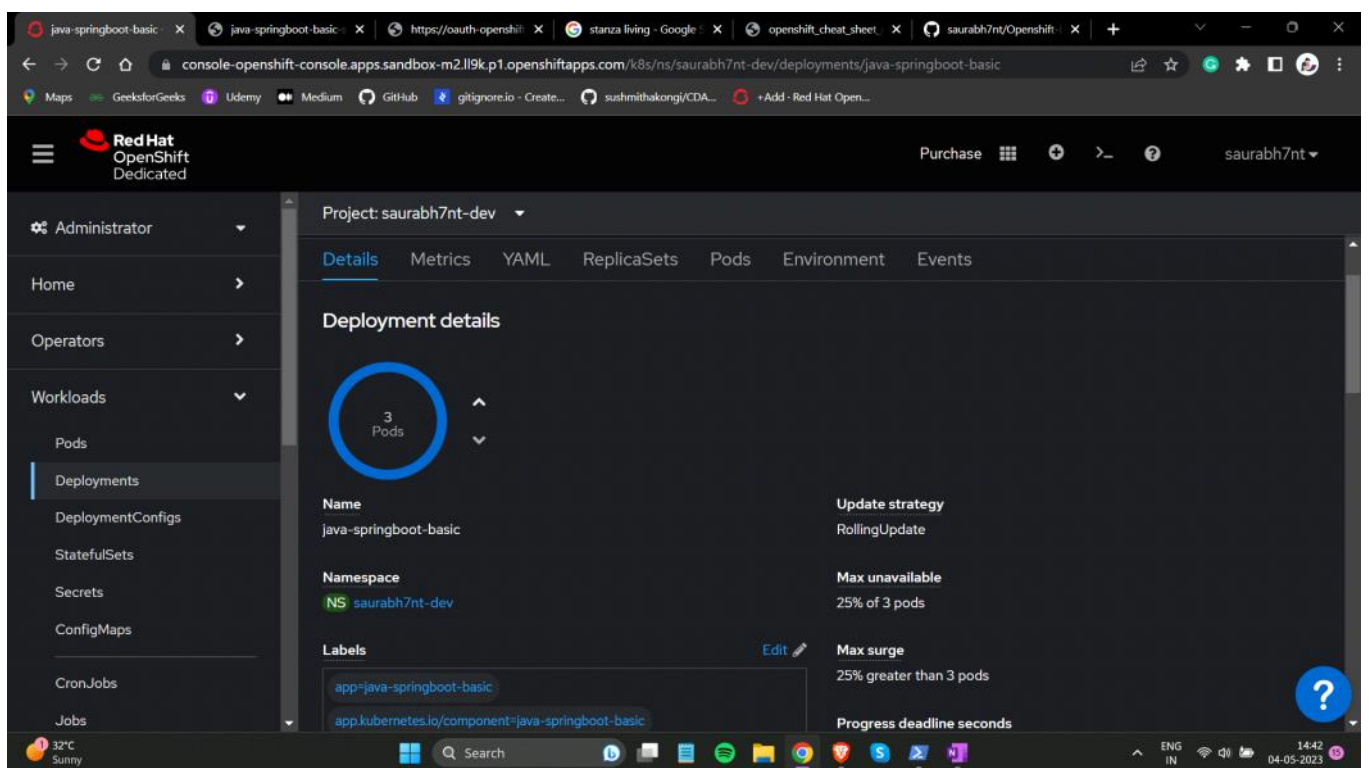 java-springboot-basic
java-springboot-basic-
https://oauth-openshift
stanza living - Google S
openshift_cheat_sheet_
saurabh7nt/Openshift-
console-openshift-console.apps.sandbox-m2.ll9k.p1.openshiftapps.com/k8s/ns/saurabh7nt-dev/deployments/java-springboot-basic
Maps GeeksforGeeks Udemy Medium GitHub gitignore.io - Create... sushmithakongi/CDA... +Add · Red Hat Open...
Red Hat
OpenShift
Dedicated
Purchase
saurabh7nt
Administrator
Home
Operators
Workloads
Pods
Deployments
DeploymentConfigs
StatefulSets
Secrets
ConfigMaps
CronJobs
Jobs
Project: saurabh7nt-dev
Details Metrics YAML ReplicaSets Pods Environment Events
Deployment details
3
Pods
Name
java-springboot-basic
Namespace
NS saurabh7nt-dev
Labels
Edit
app=java-springboot-basic
app.kubernetes.io/component=java-springboot-basic
Update strategy
RollingUpdate
Max unavailable
25% of 3 pods
Max surge
25% greater than 3 pods
Progress deadline seconds
?
1
32°C
Sunny
Search
ENG
IN
14:42
04-05-2023
15